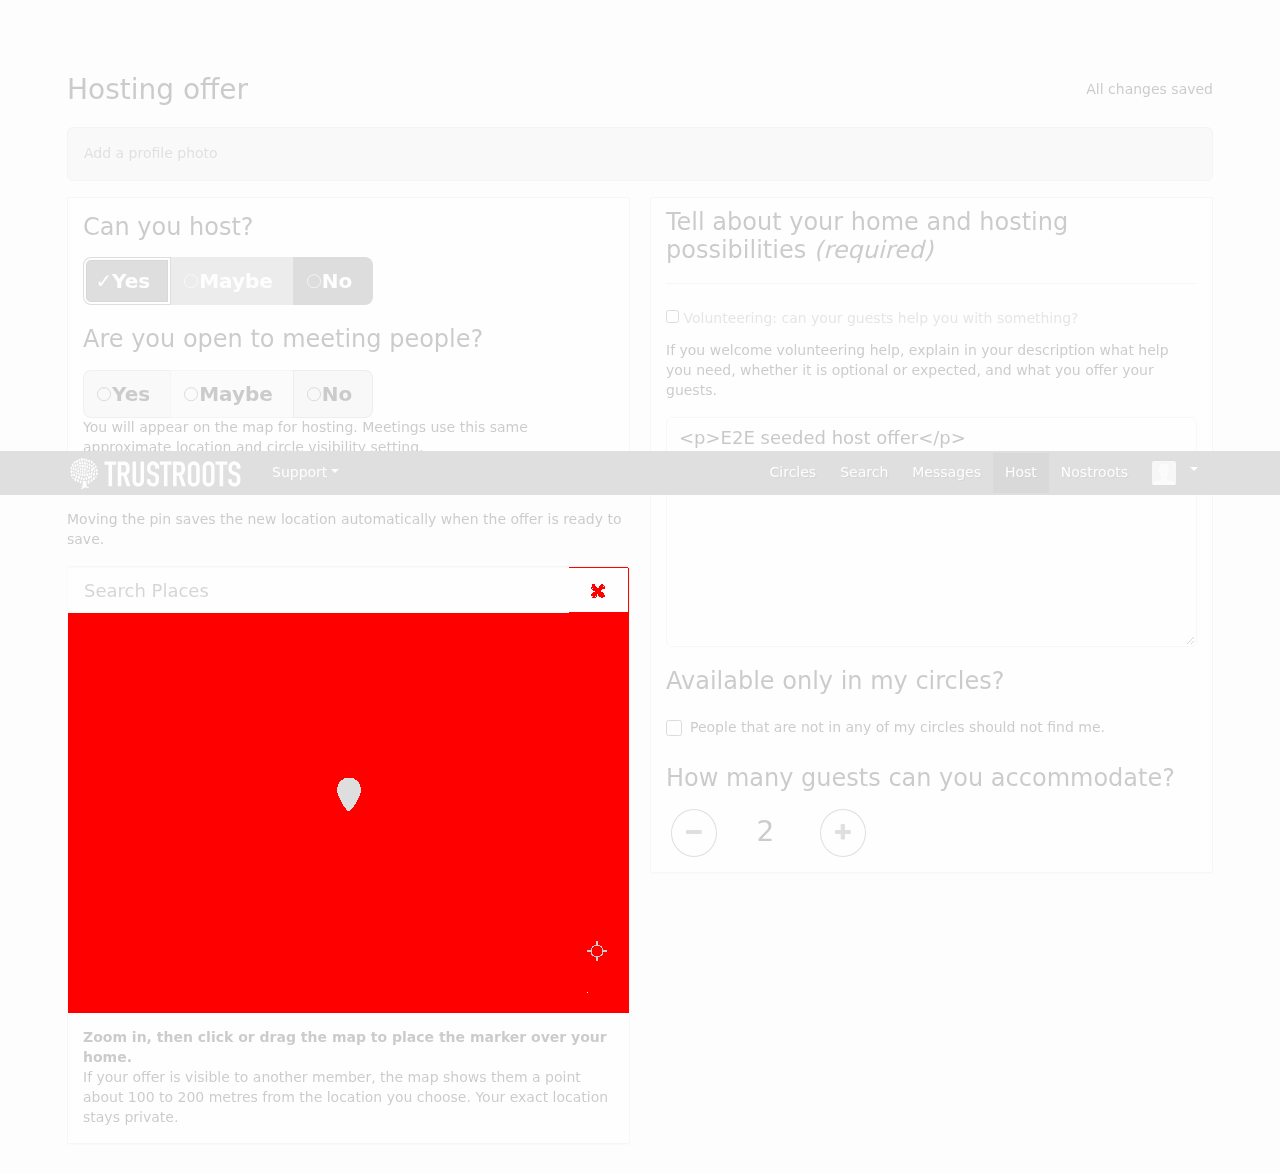 Hosting offer
All changes saved
Add a profile photo
Can you host?
✓Yes ○Maybe ○No
Are you open to meeting people?
○Yes ○Maybe ○No
You will appear on the map for hosting. Meetings use this same
approximate location and circle visibility setting.
TRUSTROOTS Support Circles Search Messages Host Nostroots
Moving the pin saves the new location automatically when the offer is ready to
save.
Search Places
Zoom in, then click or drag the map to place the marker over your
home.
If your offer is visible to another member, the map shows them a point
about 100 to 200 metres from the location you choose. Your exact location
stays private.
Tell about your home and hosting
possibilities (required)
Volunteering: can your guests help you with something?
If you welcome volunteering help, explain in your description what help
you need, whether it is optional or expected, and what you offer your
guests.
<p>E2E seeded host offer</p>
Available only in my circles?
People that are not in any of my circles should not find me.
How many guests can you accommodate?
2